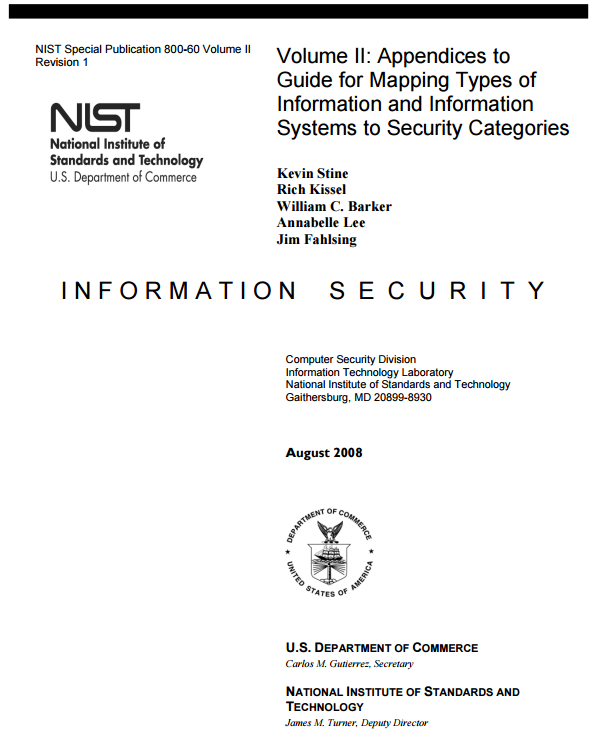 NIST Special Publication 800-60 Volume II
Revision 1
NIST
National Institute of
Standards and Technology
U.S. Department of Commerce
Volume II: Appendices to
Guide for Mapping Types of
Information and Information
Systems to Security Categories
Kevin Stine
Rich Kissel
William C. Barker
Annabelle Lee
Jim Fahlsing
INFORMATION SECURITY
Computer Security Division
Information Technology Laboratory
National Institute of Standards and Technology
Gaithersburg, MD 20899-8930
August 2008
DEPARTMENT OF COMMERCE
UNITED STATES OF AMERICA
U.S. DEPARTMENT OF COMMERCE
Carlos M. Gutierrez, Secretary
NATIONAL INSTITUTE OF STANDARDS AND
TECHNOLOGY
James M. Turner, Deputy Director